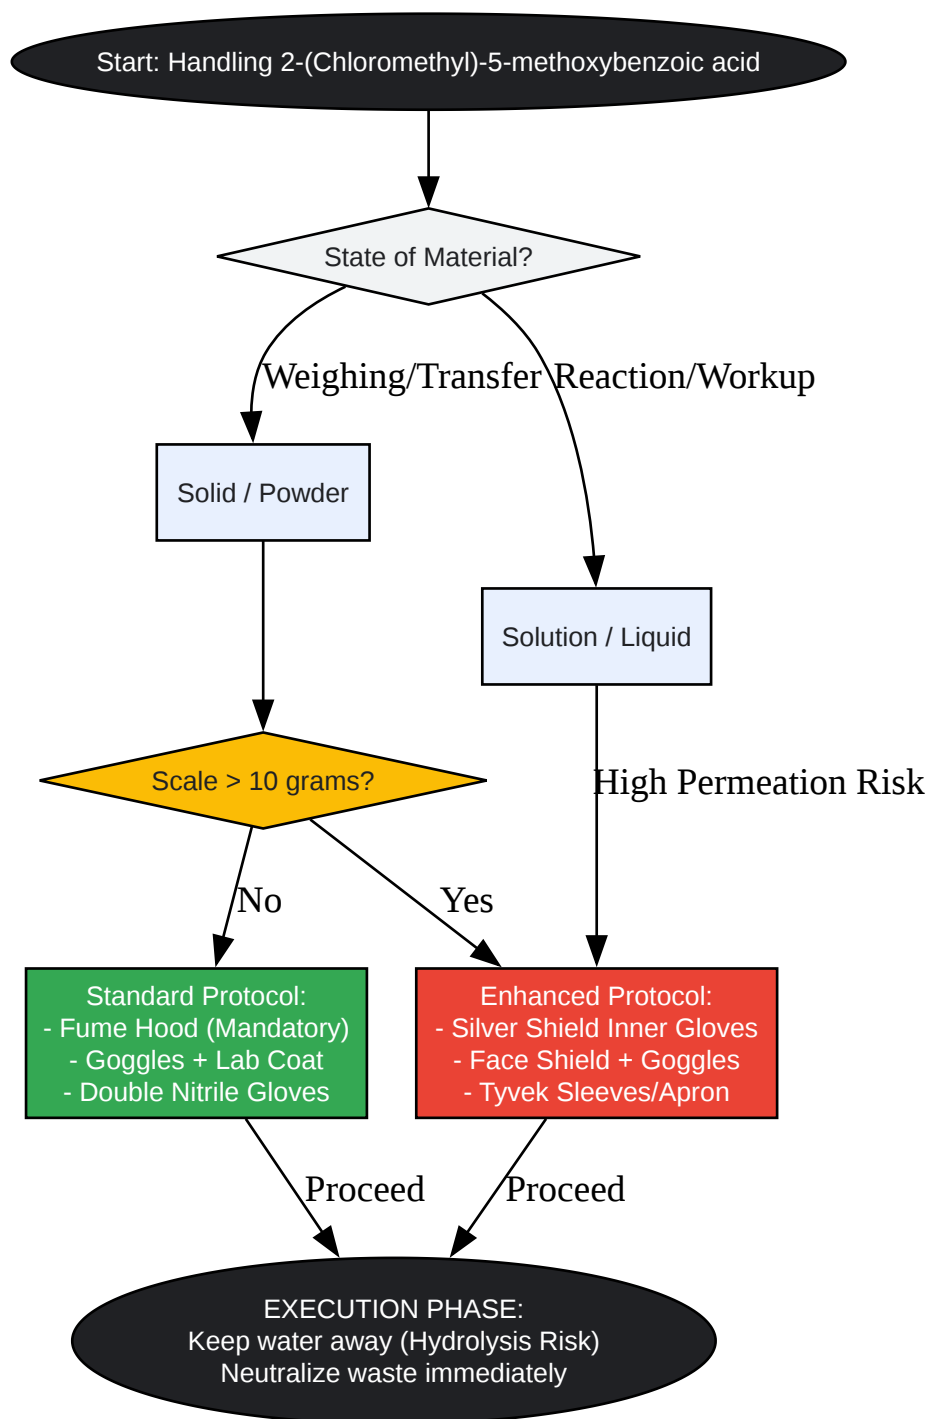 Start: Handling 2-(Chloromethyl)-5-methoxybenzoic acid
State of Material?
Weighing/Transfer
Reaction/Workup
Solid / Powder
Solution / Liquid
Scale > 10 grams?
High Permeation Risk
No
Yes
Standard Protocol:
- Fume Hood (Mandatory)
- Goggles + Lab Coat
- Double Nitrile Gloves
Enhanced Protocol:
- Silver Shield Inner Gloves
- Face Shield + Goggles
- Tyvek Sleeves/Apron
Proceed
Proceed
EXECUTION PHASE:
Keep water away (Hydrolysis Risk)
Neutralize waste immediately